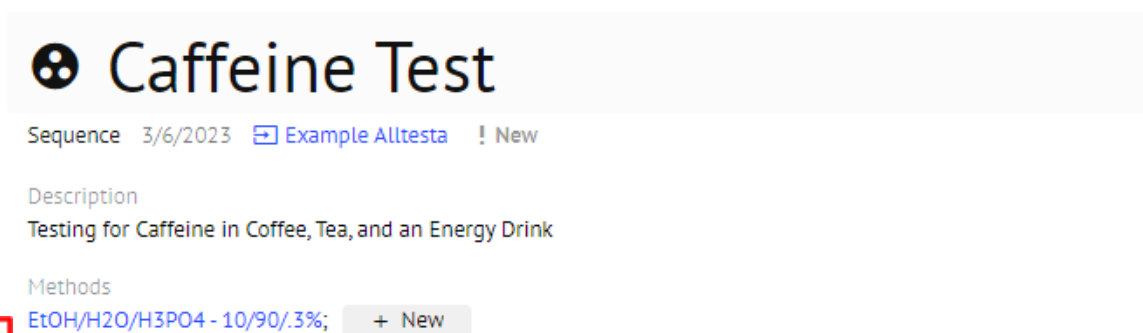 Caffeine Test
Sequence 3/6/2023 Example Alltesta ! New
Description
Testing for Caffeine in Coffee, Tea, and an Energy Drink
Methods
EtOH/H2O/H3PO4 - 10/90/.3%; + New